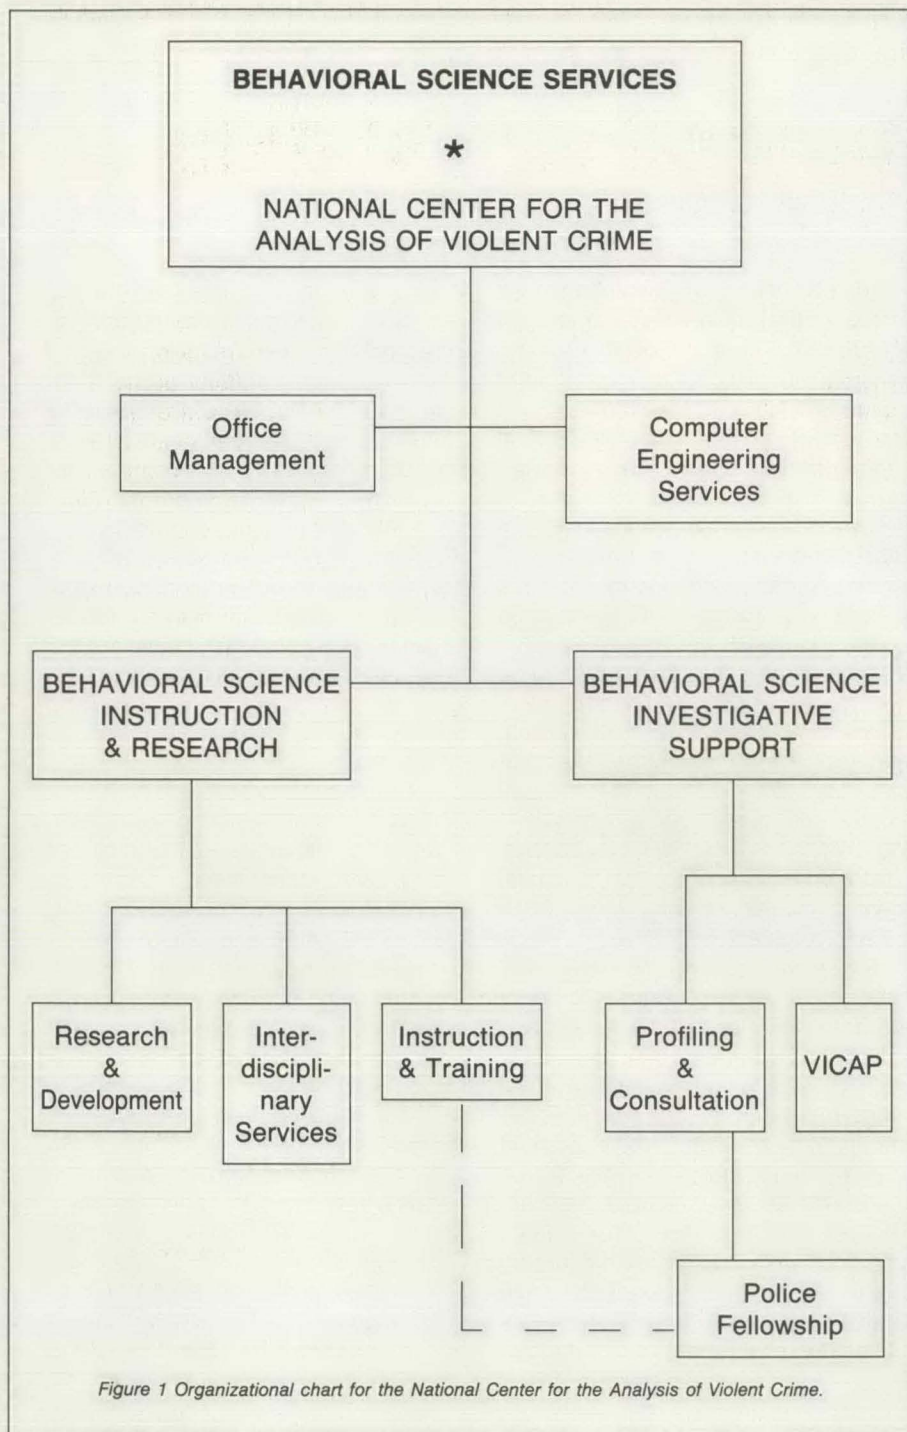 BEHAVIORAL SCIENCE SERVICES
*
NATIONAL CENTER FOR THE
ANALYSIS OF VIOLENT CRIME
Office
Management
Computer
Engineering
Services
BEHAVIORAL SCIENCE
INSTRUCTION
& RESEARCH
BEHAVIORAL SCIENCE
INVESTIGATIVE
SUPPORT
Research
&
Development
Inter-
discipli-
nary
Services
Instruction
& Training
Profiling
&
Consultation
VICAP
Police
Fellowship
Figure 1 Organizational chart for the National Center for the Analysis of Violent Crime.